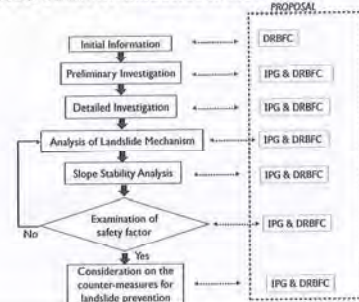 PROPOSAL
Initial Information
DRBFC
Preliminary Investigation
IPG & DRBFC
Detailed Investigation
IPG & DRBFC
Analysis of Landslide Mechanism
IPG & DRBFC
Slope Stability Analysis
IPG & DRBFC
Examination of
safety factor
IPG & DRBFC
No
Yes
Consideration on the
counter-measures for
landslide prevention
IPG & DRBFC